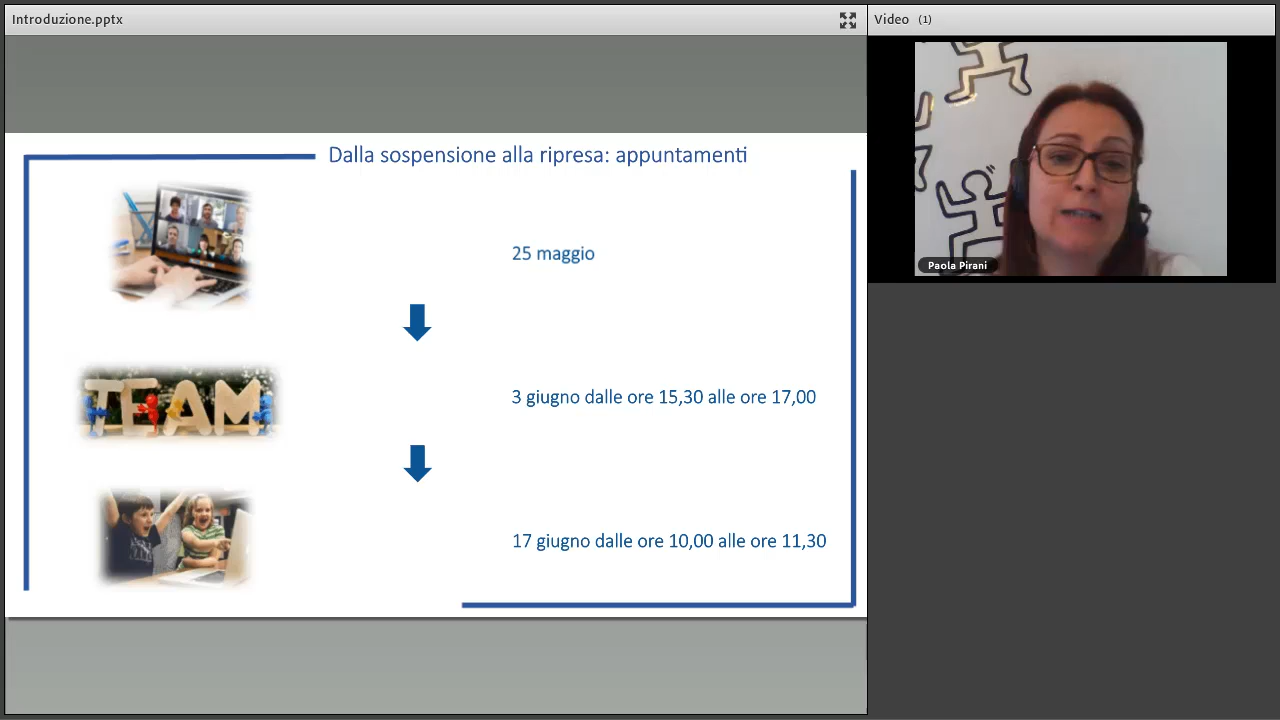 Introduzione.pptx
Video (1)
Dalla sospensione alla ripresa: appuntamenti
25 maggio
TEAM
3 giugno dalle ore 15,30 alle ore 17,00
17 giugno dalle ore 10,00 alle ore 11,30
Paola Pirani